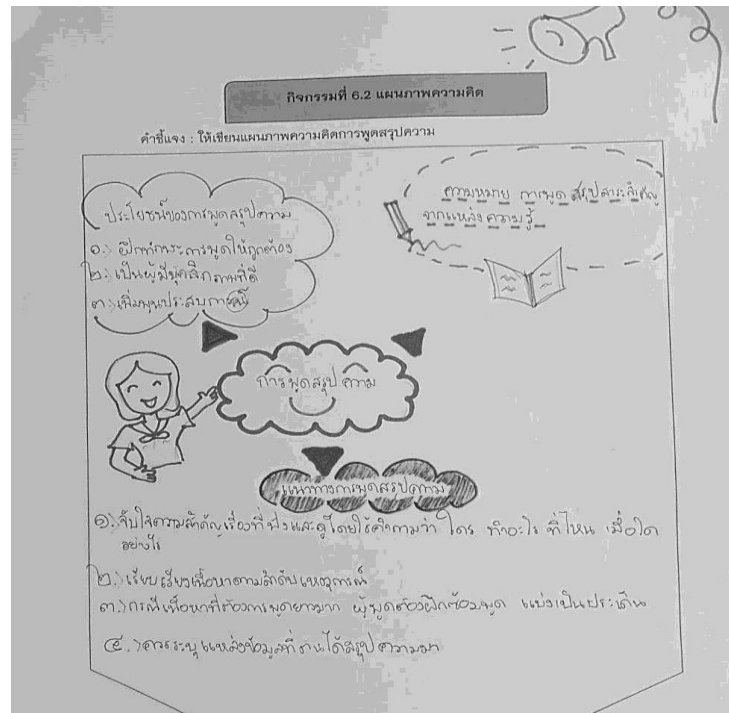 กิจกรรมที่ 6.2 แผนภาพความคิด
คำชี้แจง : ให้เขียนแผนภาพความคิดการพูดสรุปความ
ประโยชน์ของการพูดสรุปความ
๑.) ฝึกทักษะการพูดให้ถูกต้อง
๒.) เป็นผู้มีบุคลิกภาพที่ดี
๓.) เพิ่มพูนประสบการณ์
ความหมาย การพูด สรุปสาระสำคัญ
จากแหล่งความรู้
การพูดสรุปความ
แนวทางการพูดสรุปความ
๑.) จับใจความสำคัญเรื่องที่ฟังและดูโดยใช้คำถามว่า ใคร ทำอะไร ที่ไหน เมื่อใด
อย่างไร
๒.) เรียบเรียงเนื้อหาตามลำดับเหตุการณ์
๓.) กรณีเนื้อหาที่ต้องการพูดยาวมาก ผู้พูดต้องฝึกซ้อมพูด แบ่งเป็นประเด็น
๔.) ควรระบุแหล่งข้อมูลที่ ได้สรุปความมา